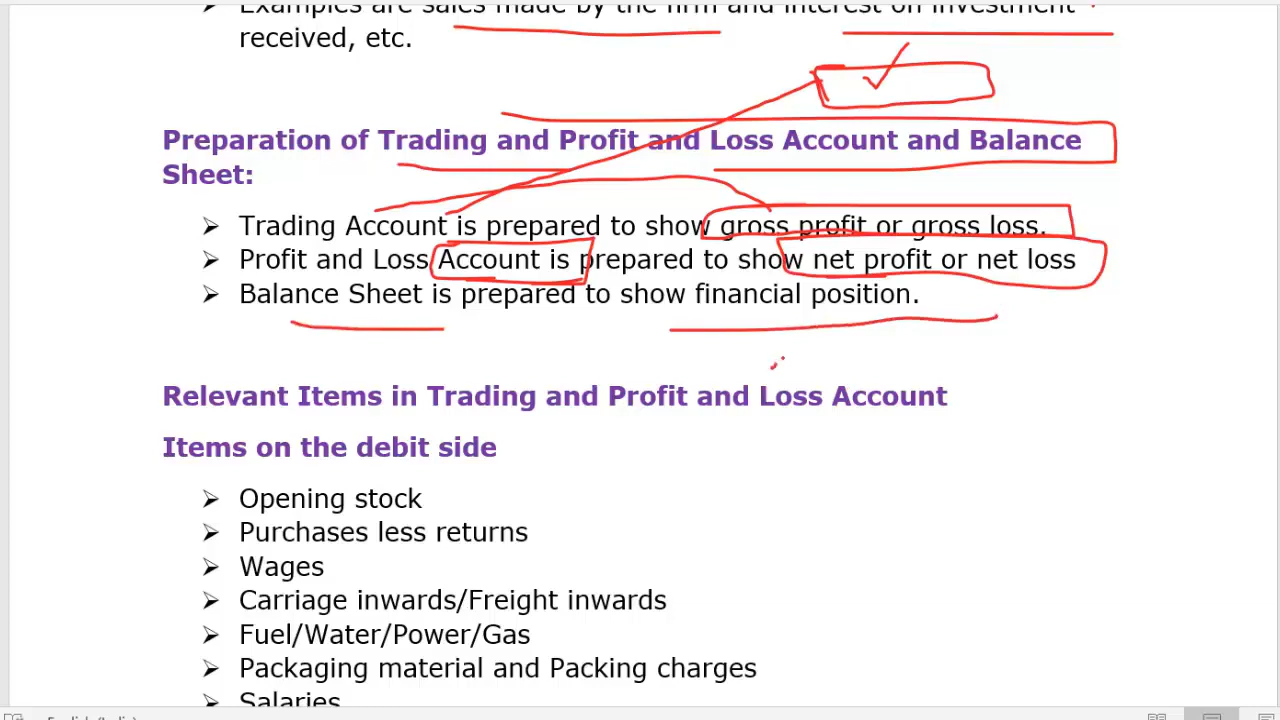 Examples are sales made by the firm and interest on investment
received, etc.
Preparation of Trading and Profit and Loss Account and Balance
Sheet:
Trading Account is prepared to show gross profit or gross loss.
Profit and Loss Account is prepared to show net profit or net loss
Balance Sheet is prepared to show financial position.
Relevant Items in Trading and Profit and Loss Account
Items on the debit side
Opening stock
Purchases less returns
Wages
Carriage inwards/Freight inwards
Fuel/Water/Power/Gas
Packaging material and Packing charges
Salaries
English (India)